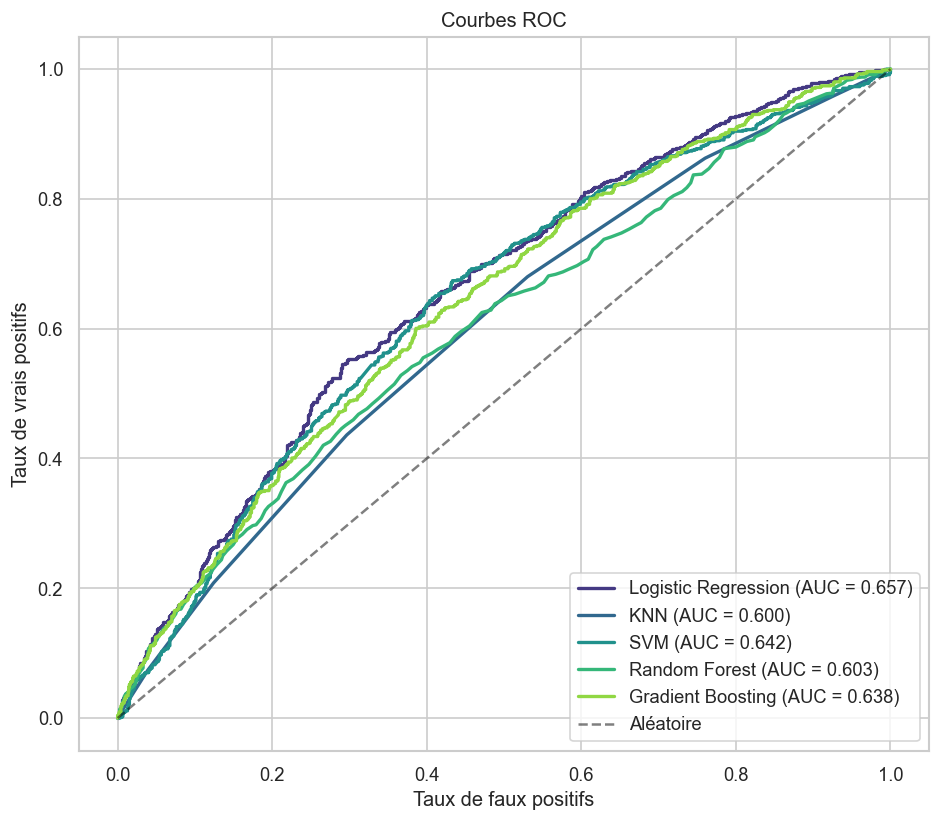 Courbes ROC
Taux de vrais positifs
1.0
0.8
0.6
0.4
0.2
0.0
Logistic Regression (AUC = 0.657)
KNN (AUC = 0.600)
SVM (AUC = 0.642)
Random Forest (AUC = 0.603)
Gradient Boosting (AUC = 0.638)
Aléatoire
0.0 0.2 0.4 0.6 0.8 1.0
Taux de faux positifs